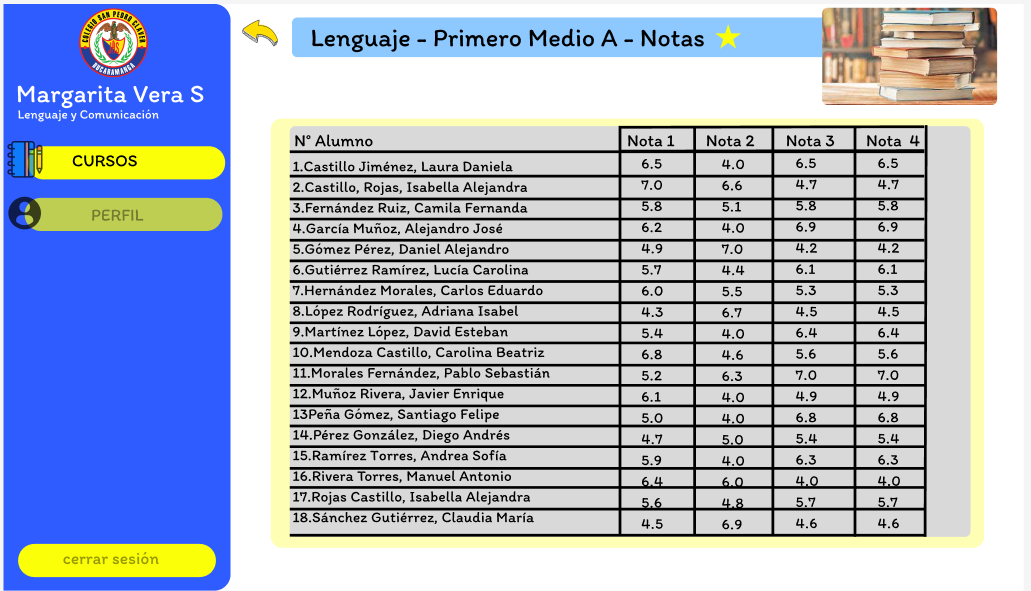 COLEGIO SAN PEDRO CLAVER
BUCARAMANGA
Margarita Vera S
Lenguaje y Comunicación
CURSOS
PERFIL
cerrar sesión
Lenguaje - Primero Medio A - Notas
N° Alumno Nota 1 Nota 2 Nota 3 Nota 4
1.Castillo Jiménez, Laura Daniela 6.5 4.0 6.5 6.5
2.Castillo, Rojas, Isabella Alejandra 7.0 6.6 4.7 4.7
3.Fernández Ruiz, Camila Fernanda 5.8 5.1 5.8 5.8
4.García Muñoz, Alejandro José 6.2 4.0 6.9 6.9
5.Gómez Pérez, Daniel Alejandro 4.9 7.0 4.2 4.2
6.Gutiérrez Ramírez, Lucía Carolina 5.7 4.4 6.1 6.1
7.Hernández Morales, Carlos Eduardo 6.0 5.5 5.3 5.3
8.López Rodríguez, Adriana Isabel 4.3 6.7 4.5 4.5
9.Martínez López, David Esteban 5.4 4.0 6.4 6.4
10.Mendoza Castillo, Carolina Beatriz 6.8 4.6 5.6 5.6
11.Morales Fernández, Pablo Sebastián 5.2 6.3 7.0 7.0
12.Muñoz Rivera, Javier Enrique 6.1 4.0 4.9 4.9
13Peña Gómez, Santiago Felipe 5.0 4.0 6.8 6.8
14.Pérez González, Diego Andrés 4.7 5.0 5.4 5.4
15.Ramírez Torres, Andrea Sofía 5.9 4.0 6.3 6.3
16.Rivera Torres, Manuel Antonio 6.4 6.0 4.0 4.0
17.Rojas Castillo, Isabella Alejandra 5.6 4.8 5.7 5.7
18.Sánchez Gutiérrez, Claudia María 4.5 6.9 4.6 4.6